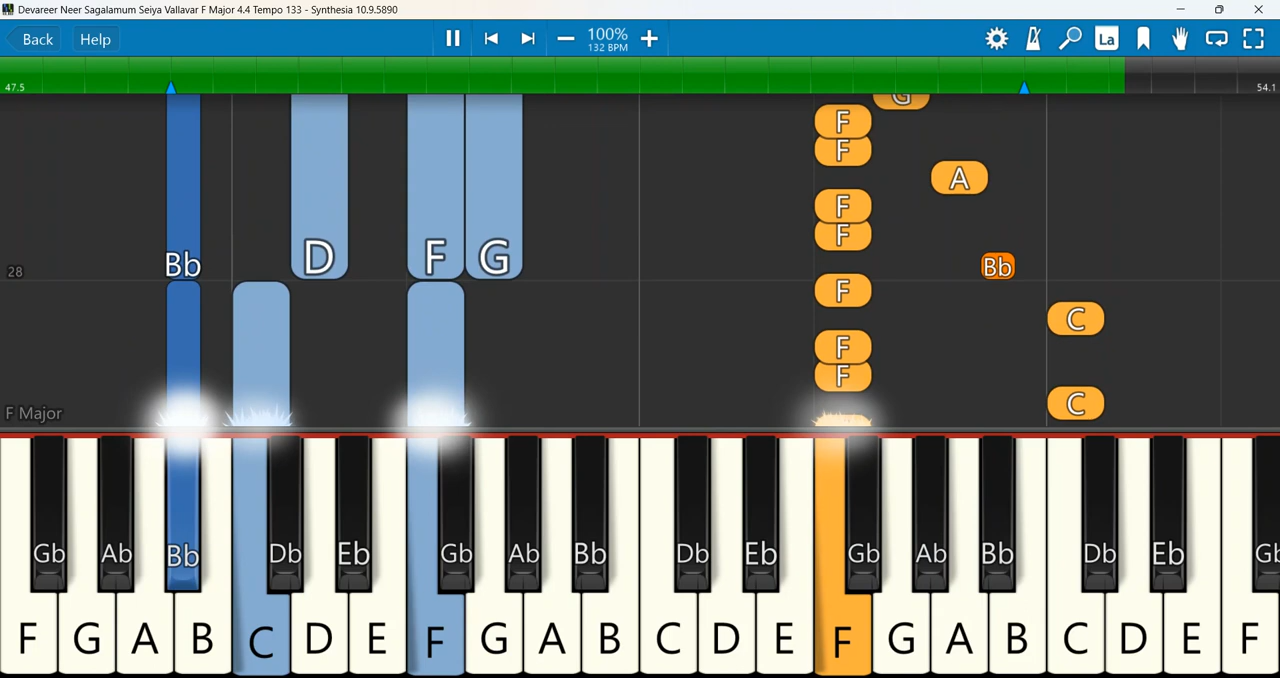 Devareer Neer Sagalamum Seiya Vallavar F Major 4.4 Tempo 133 - Synthesia 10.9.5890
Back Help 100% La
132 BPM
47.5 54.1
G
F
F
A
F
F
Bb D F G Bb
28
F
C
F
F
C
F Major
Gb Ab Bb Db Eb Gb Ab Bb Db Eb Gb Ab Bb Db Eb Gb
F G A B C D E F G A B C D E F G A B C D E F